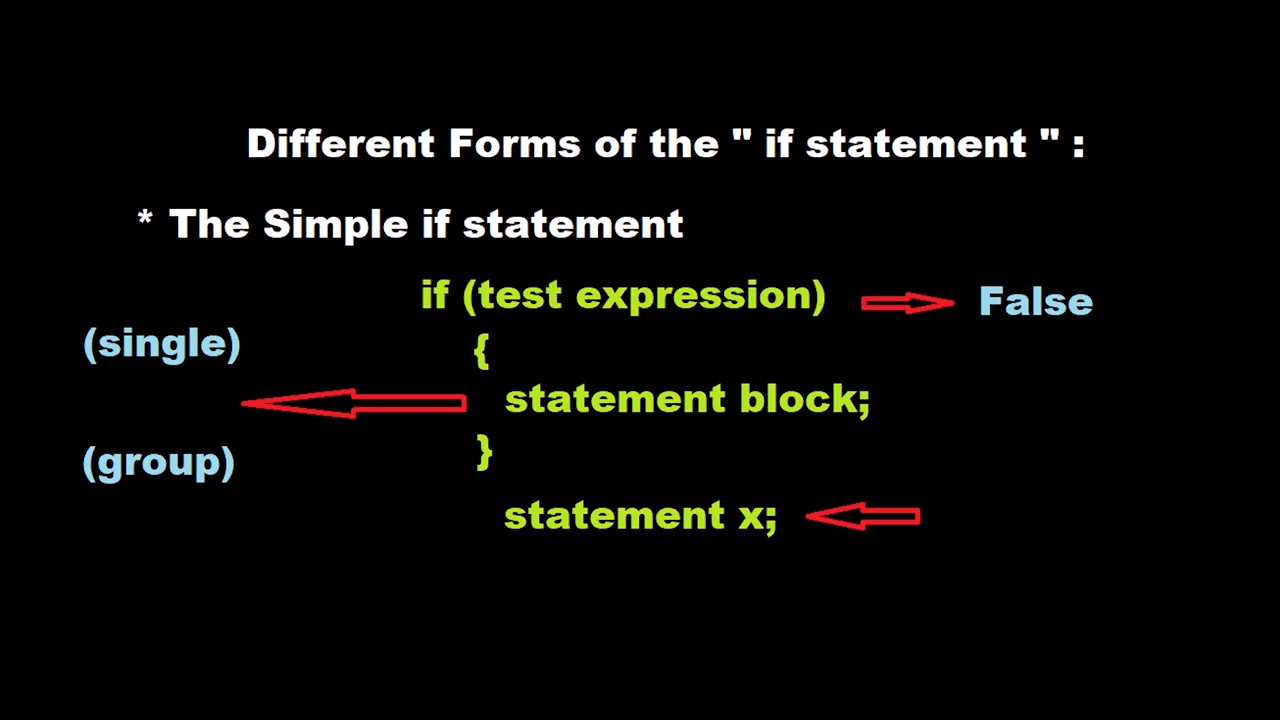 Different Forms of the " if statement " :
* The Simple if statement
if (test expression)
False
(single)
{
statement block;
}
(group)
statement x;